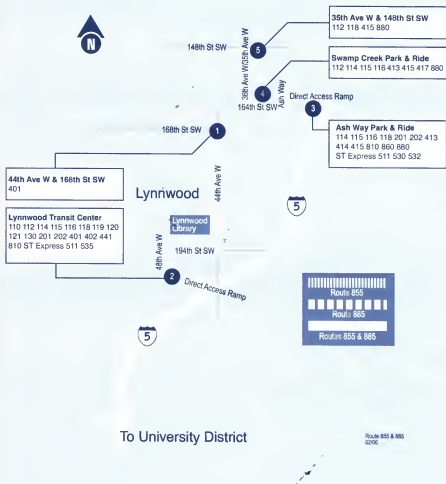 N
35th Ave W & 148th St SW
112 118 415 880
148th St SW
36th Ave W/35th Ave W
5
Swamp Creek Park & Ride
112 114 115 116 413 415 417 880
4
164th St SW
Ash Way
Direct Access Ramp
3
168th St SW
1
Ash Way Park & Ride
114 115 116 118 201 202 413
414 415 810 860 880
ST Express 511 530 532
44th Ave W & 168th St SW
401
44th Ave W
Lynnwood
5
Lynnwood Transit Center
110 112 114 115 116 118 119 120
121 130 201 202 401 402 441
810 ST Express 511 535
Lynnwood
Library
48th Ave W
194th St SW
2
Direct Access Ramp
Route 855
Route 885
Routes 855 & 885
5
To University District
Route 855 & 885
02/06